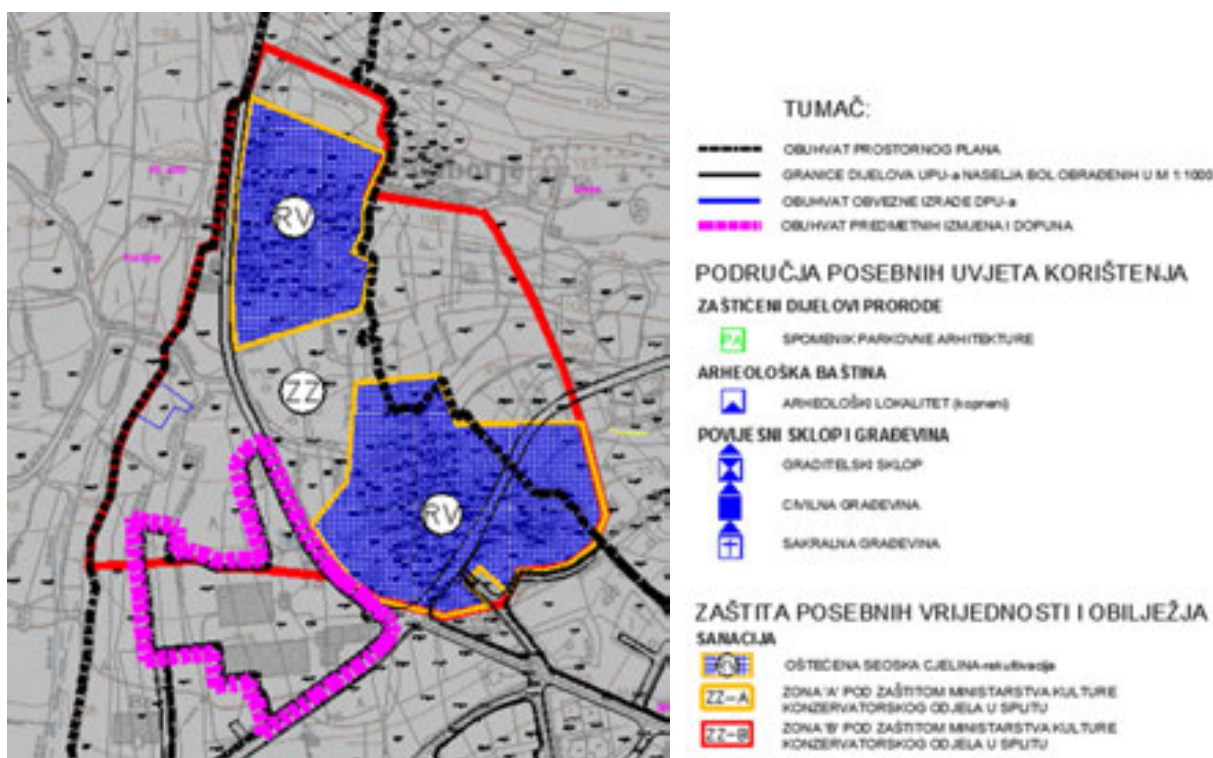 RV
ZZ
RV
TUMAČ:
OBUHVAT PROSTORNOG PLANA
GRANICE DIJELOVA UPU-a NASELJA BOL OBRAĐENIH U M 1:1000
OBUHVAT OBVEZNE IZRADE DPU-a
OBUHVAT PREDMETNIH IZMJENA I DOPUNA
PODRUČJA POSEBNIH UVJETA KORIŠTENJA
ZAŠTIĆENI DIJELOVI PRORODE
PA SPOMENIK PARKOVNE ARHITEKTURE
ARHEOLOŠKA BAŠTINA
ARHEOLOŠKI LOKALITET (kopneni)
POVIJESNI SKLOP I GRAĐEVINA
GRADITELJSKI SKLOP
CIVILNA GRAĐEVINA
SAKRALNA GRAĐEVINA
ZAŠTITA POSEBNIH VRIJEDNOSTI I OBILJEŽJA
SANACIJA
RV OŠTEĆENA SEOSKA CJELINA-rekultivacija
ZZ-A ZONA 'A' POD ZAŠTITOM MINISTARSTVA KULTURE
KONZERVATORSKOG ODJELA U SPLITU
ZZ-B ZONA 'B' POD ZAŠTITOM MINISTARSTVA KULTURE
KONZERVATORSKOG ODJELA U SPLITU